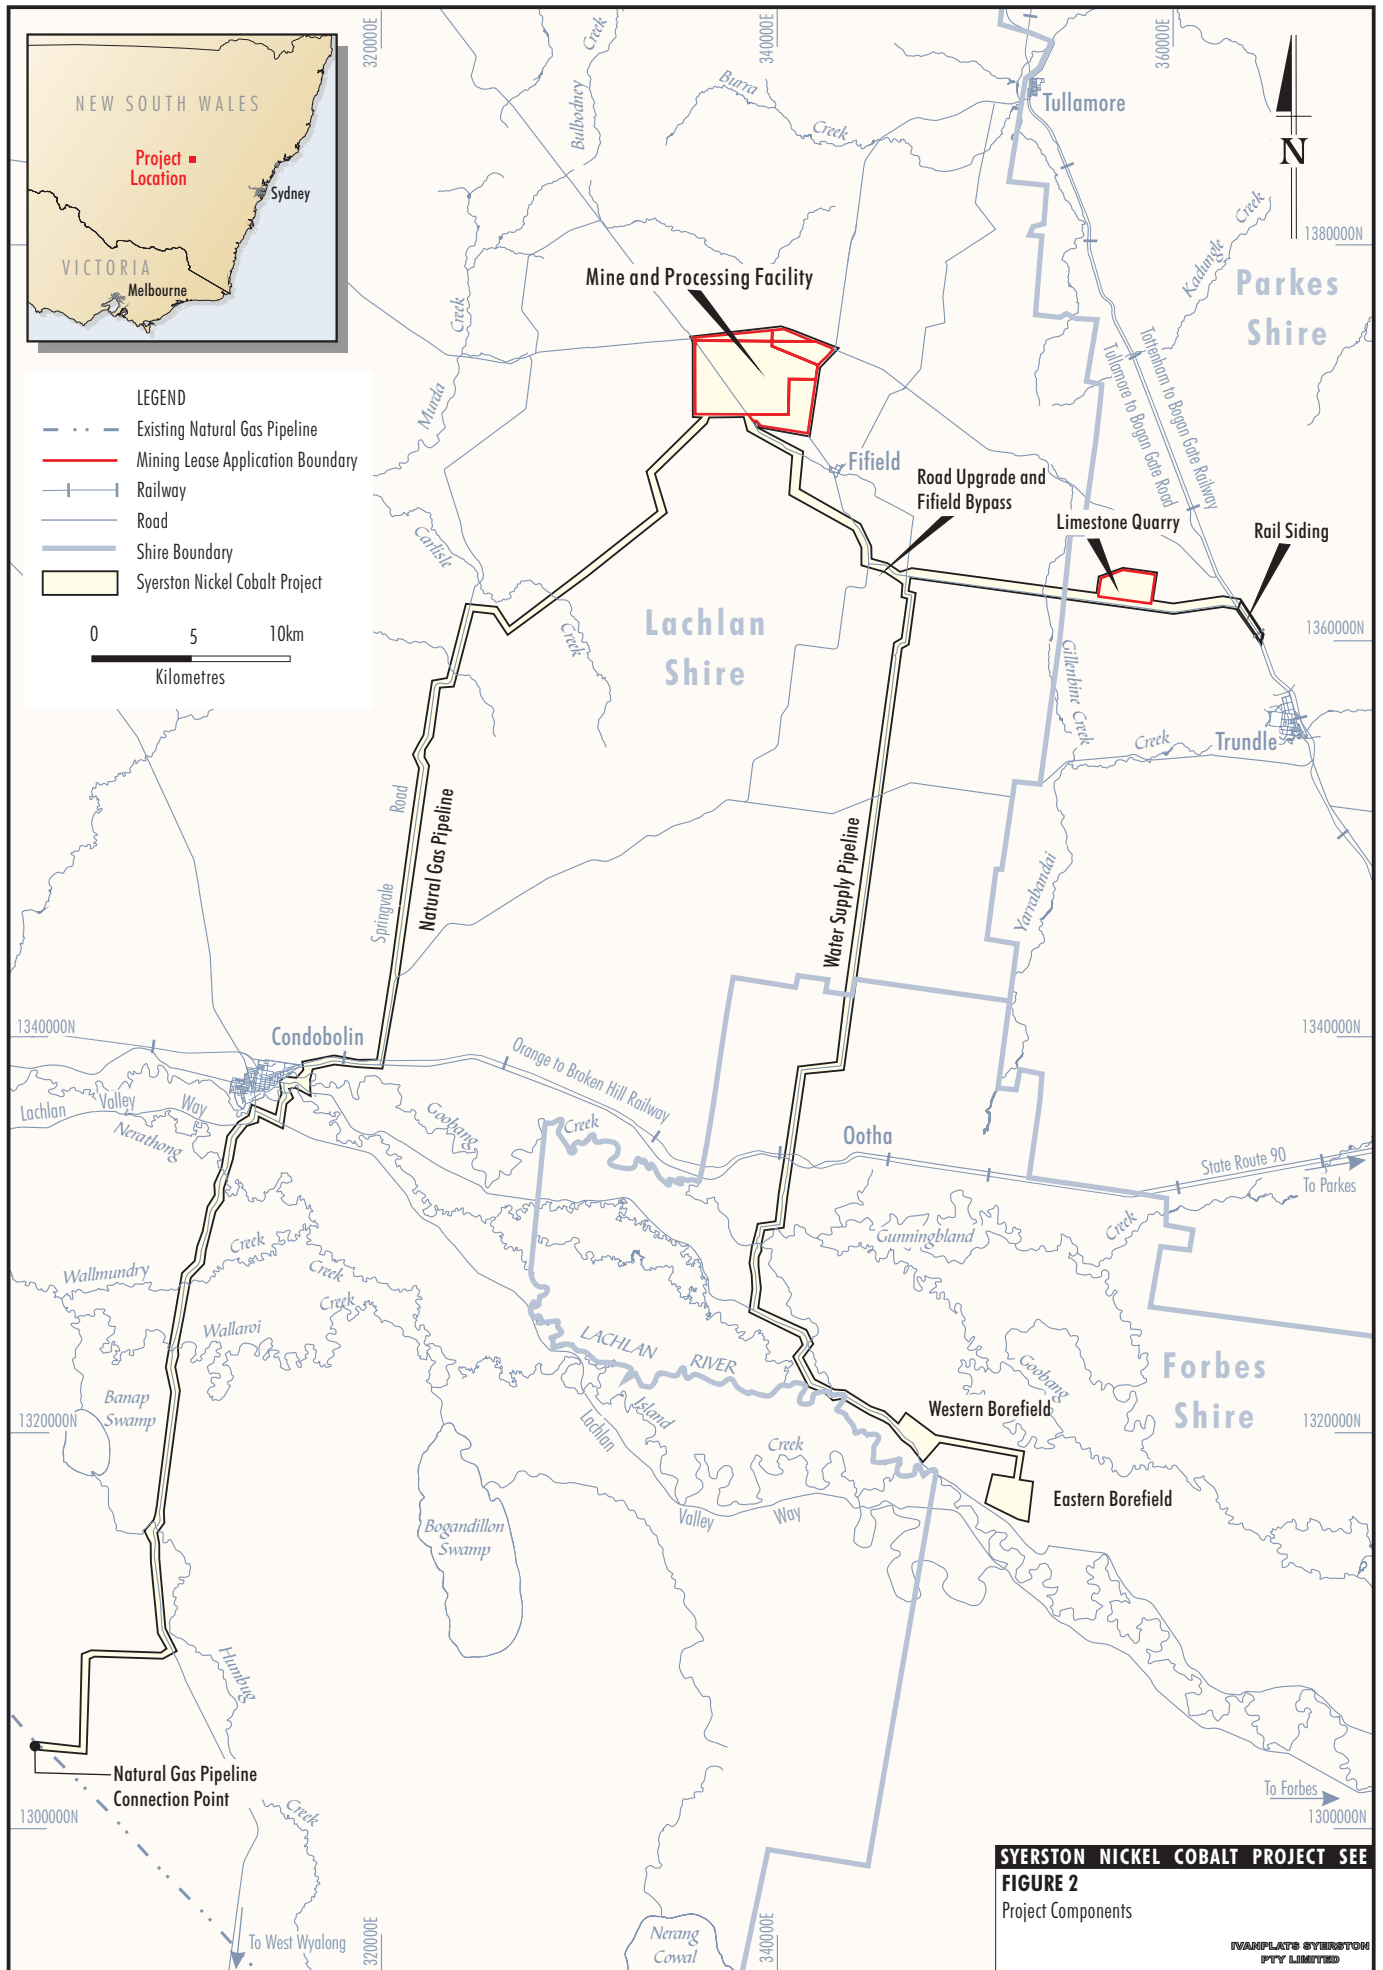 320000E
340000E
360000E
NEW SOUTH WALES
Project
Location
Sydney
VICTORIA
Melbourne
Bulbodney
Creek
Burra
Creek
Tullamore
N
Kadungle
Creek
1380000N
Parkes
Shire
Mine and Processing Facility
Murda
Creek
Tottenham to Bogan Gate Railway
Tullamore to Bogan Gate Road
LEGEND
Existing Natural Gas Pipeline
Mining Lease Application Boundary
Railway
Road
Shire Boundary
Syerston Nickel Cobalt Project
0
5
10km
Kilometres
Fifield
Road Upgrade and
Fifield Bypass
Limestone Quarry
Rail Siding
Carlisle
Creek
Lachlan
Shire
1360000N
Gillenbine Creek
Creek
Trundle
Springvale
Road
Natural Gas Pipeline
Water Supply Pipeline
Yarrabandai
1340000N
Condobolin
1340000N
Orange to Broken Hill Railway
Lachlan
Valley
Way
Nerathong
Goobang
Creek
Ootha
State Route 90
To Parkes
Creek
Gunningbland
Creek
Wallmundry
Creek
Creek
Wallaroi
LACHLAN
RIVER
Goobang
Forbes
Shire
Banap
Swamp
1320000N
Island
Lachlan
Creek
Western Borefield
1320000N
Eastern Borefield
Valley
Way
Bogandillon
Swamp
Humbug
Natural Gas Pipeline
Connection Point
Creek
To Forbes
1300000N
1300000N
SYERSTON NICKEL COBALT PROJECT SEE
FIGURE 2
Project Components
To West Wyalong
320000E
Nerang
Cowal
340000E
IVANPLATS SYERSTON
PTY LIMITED